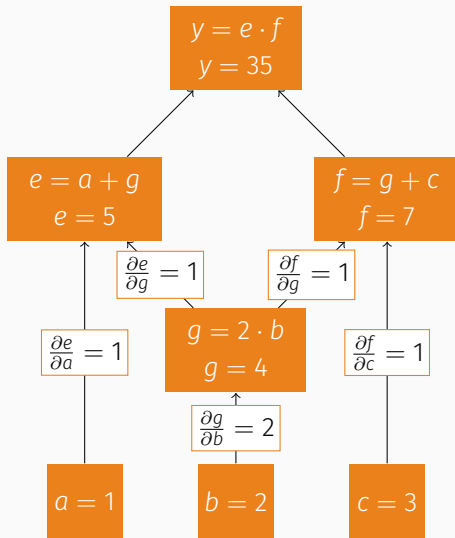 y = e · f
y = 35
e = a + g
e = 5
f = g + c
f = 7
∂e/∂g = 1
∂f/∂g = 1
g = 2 · b
g = 4
∂e/∂a = 1
∂f/∂c = 1
∂g/∂b = 2
a = 1
b = 2
c = 3